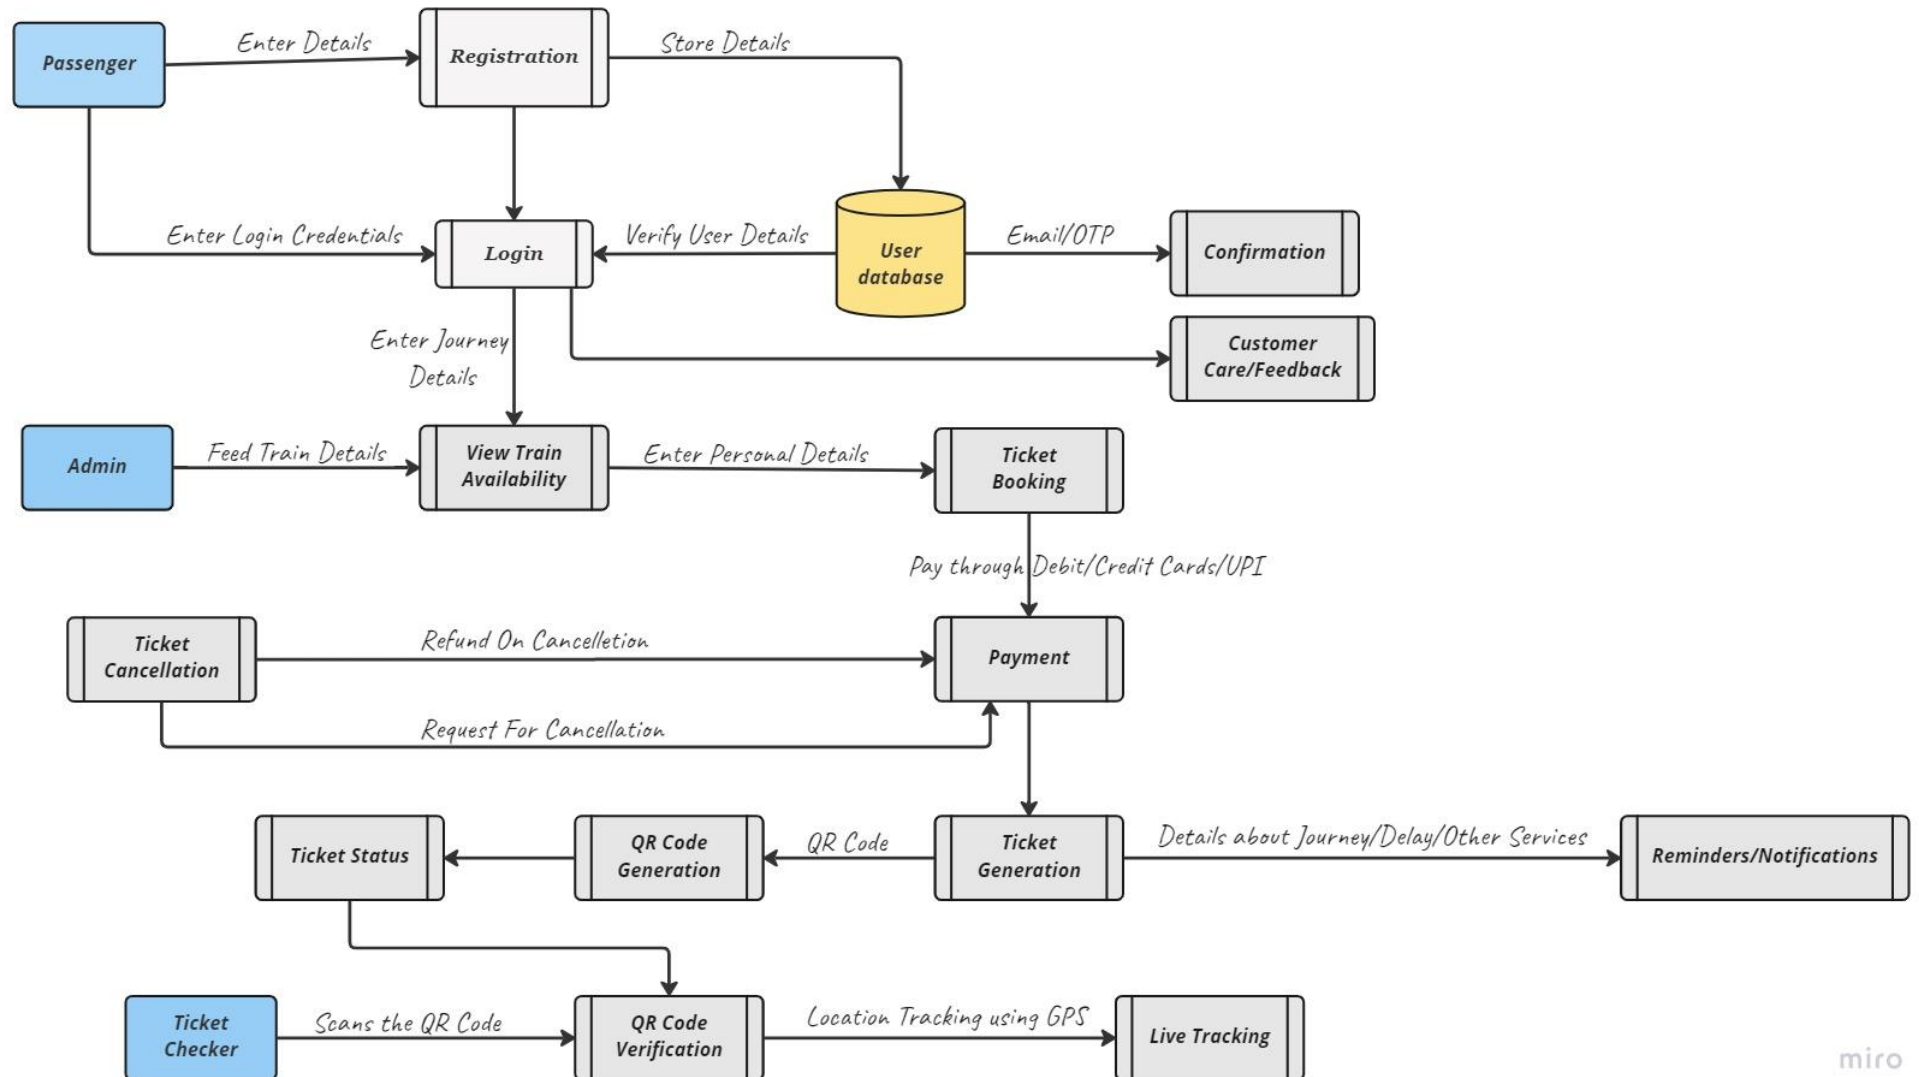 Passenger
Enter Details
Registration
Store Details
Enter Login Credentials
Login
Verify User Details
User
database
Email/OTP
Confirmation
Enter Journey
Details
Customer
Care/Feedback
Admin
Feed Train Details
View Train
Availability
Enter Personal Details
Ticket
Booking
Pay through Debit/Credit Cards/UPI
Ticket
Cancellation
Refund On Cancelletion
Payment
Request For Cancellation
Ticket Status
QR Code
Generation
QR Code
Ticket
Generation
Details about Journey/Delay/Other Services
Reminders/Notifications
Ticket
Checker
Scans the QR Code
QR Code
Verification
Location Tracking using GPS
Live Tracking
miro